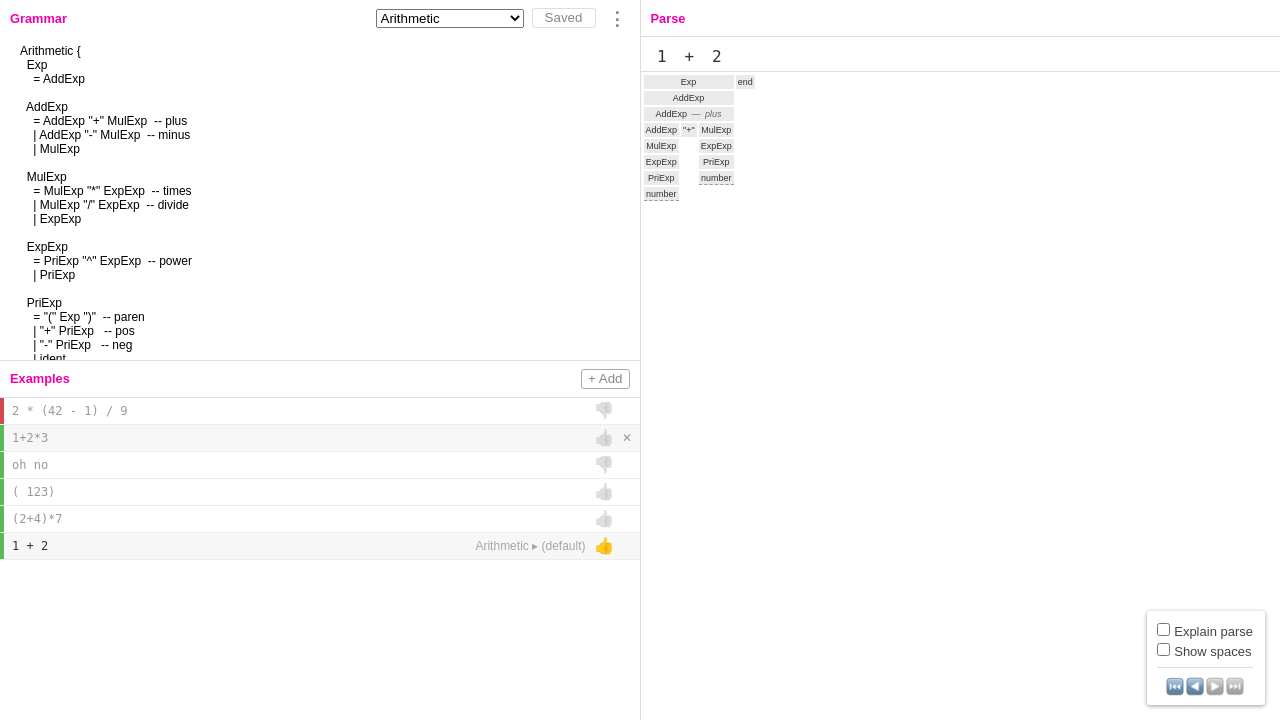 Grammar
Arithmetic
Saved
Arithmetic {
Exp
= AddExp
AddExp
= AddExp "+" MulExp -- plus
| AddExp "-" MulExp -- minus
| MulExp
MulExp
= MulExp "*" ExpExp -- times
| MulExp "/" ExpExp -- divide
| ExpExp
ExpExp
= PriExp "^" ExpExp -- power
| PriExp
PriExp
= "(" Exp ")" -- paren
| "+" PriExp -- pos
| "-" PriExp -- neg
| ident
Examples
+ Add
2 * (42 - 1) / 9
1+2*3
oh no
( 123)
(2+4)*7
1 + 2 Arithmetic ▸ (default)
Parse
1 + 2
Exp end
AddExp
AddExp — plus
AddExp "+" MulExp
MulExp ExpExp
ExpExp PriExp
PriExp number
number
Explain parse
Show spaces